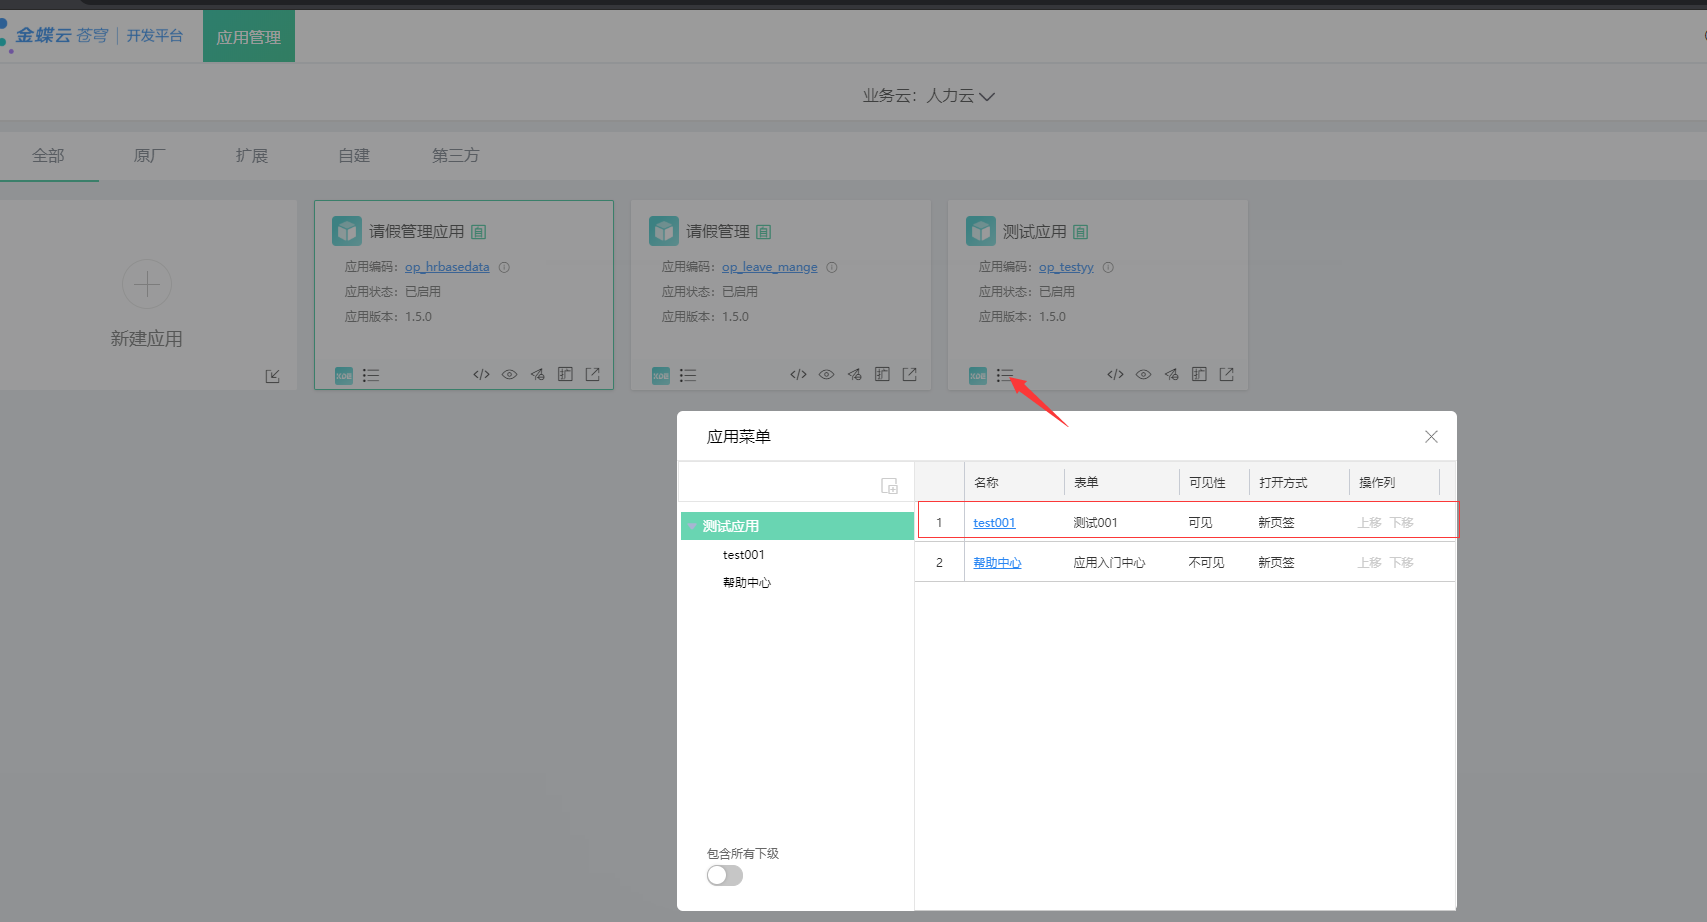 金蝶云 苍穹 | 开发平台 应用管理
业务云： 人力云
全部 原厂 扩展 自建 第三方
新建应用
请假管理应用 自
应用编码： op_hrbasedata
应用状态： 已启用
应用版本： 1.5.0
请假管理 自
应用编码： op_leave_mange
应用状态： 已启用
应用版本： 1.5.0
测试应用 自
应用编码： op_testyy
应用状态： 已启用
应用版本： 1.5.0
应用菜单
测试应用
test001
帮助中心
包含所有下级
名称 表单 可见性 打开方式 操作列
1 test001 测试001 可见 新页签 上移 下移
2 帮助中心 应用入门中心 不可见 新页签 上移 下移